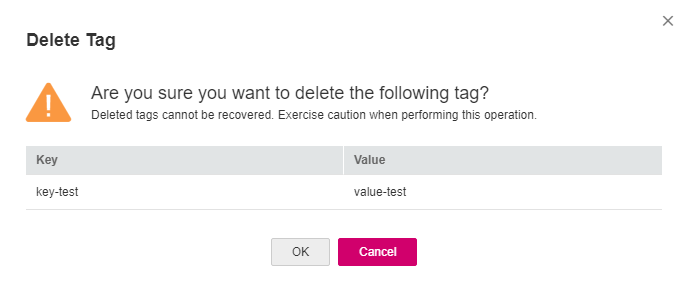 Delete Tag
Are you sure you want to delete the following tag?
Deleted tags cannot be recovered. Exercise caution when performing this operation.
Key Value
key-test value-test
OK Cancel